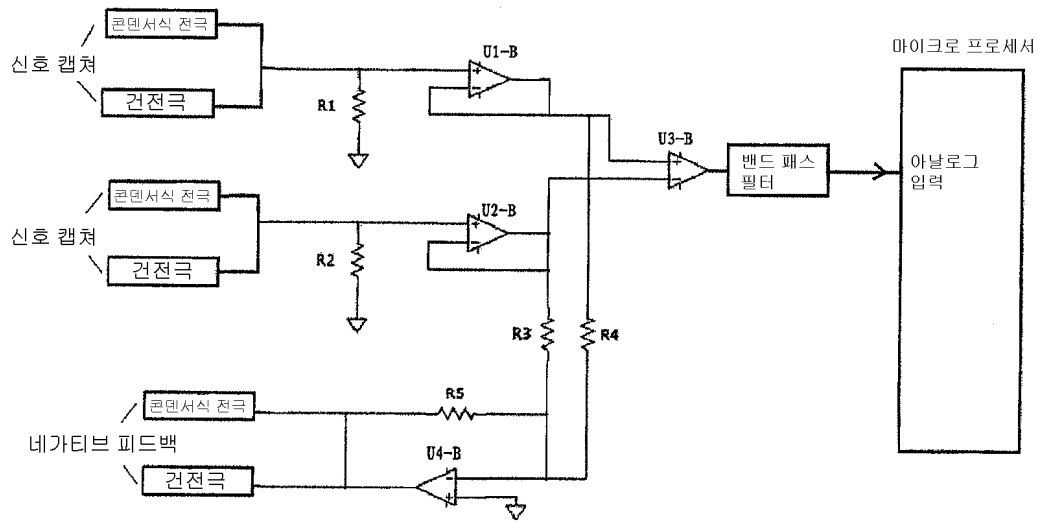 콘덴서식 전극
신호 캡쳐
건전극
R1
U1-B
마이크로 프로세서
U3-B
밴드 패스
필터
아날로그
입력
콘덴서식 전극
신호 캡쳐
건전극
R2
U2-B
R3
R4
콘덴서식 전극
네가티브 피드백
건전극
R5
U4-B